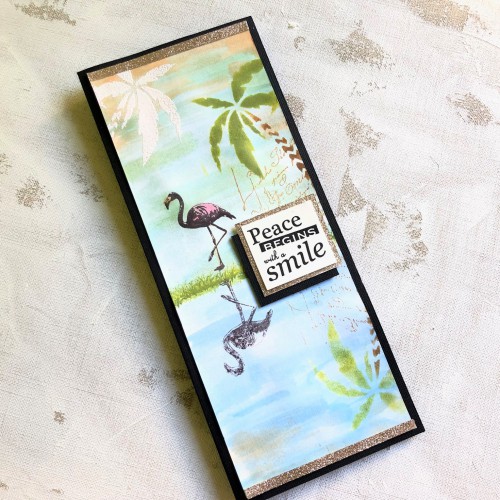 Peace
BEGINS
with a
smile